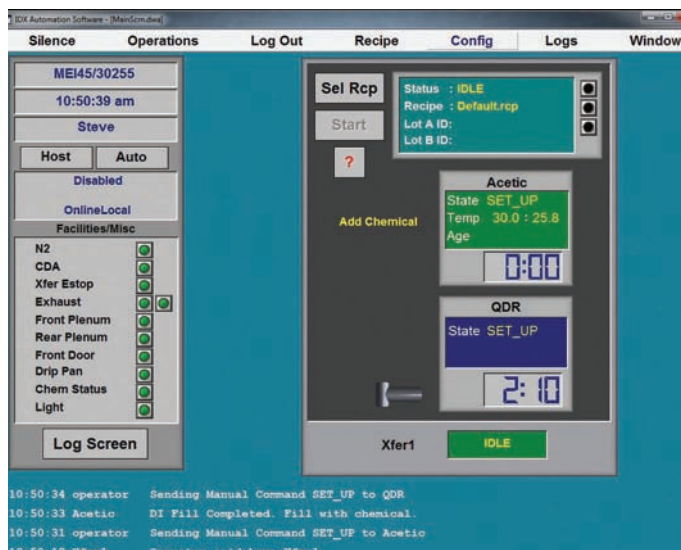 IDX Automation Software - [MainScrn.dwa]
Silence Operations Log Out Recipe Config Logs Window
MEI45/30255
10:50:39 am
Steve
Host Auto
Disabled
OnlineLocal
Facilities/Misc
N2
CDA
Xfer Estop
Exhaust
Front Plenum
Rear Plenum
Front Door
Drip Pan
Chem Status
Light
Log Screen
Sel Rcp
Start
?
Status : IDLE
Recipe : Default.rcp
Lot A ID:
Lot B ID:
Add Chemical
Acetic
State SET_UP
Temp 30.0 : 25.8
Age
0:00
QDR
State SET_UP
2:10
Xfer1 IDLE
10:50:34 operator Sending Manual Command SET_UP to QDR
10:50:33 Acetic DI Fill Completed. Fill with chemical.
10:50:31 operator Sending Manual Command SET_UP to Acetic